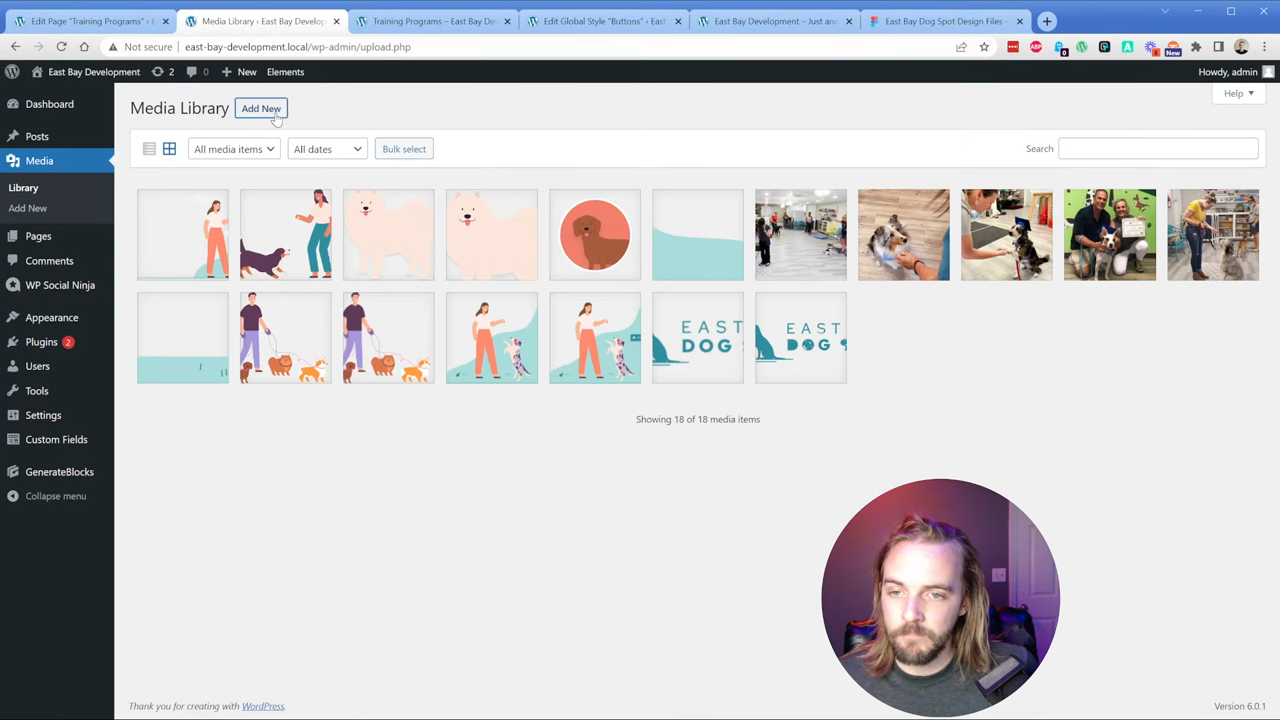 Edit Page "Training Programs" ‹ E
Media Library ‹ East Bay Develop
Training Programs – East Bay De
Edit Global Style "Buttons" ‹ East
East Bay Development – Just ano
East Bay Dog Spot Design Files –
Not secure
east-bay-development.local/wp-admin/upload.php
ABP
0
8
New
East Bay Development
2
0
New
Elements
Howdy, admin
Dashboard
Posts
Media
Library
Add New
Pages
Comments
WP Social Ninja
Appearance
Plugins 2
Users
Tools
Settings
Custom Fields
GenerateBlocks
Collapse menu
Media Library
Add New
Help
All media items
All dates
Bulk select
Search
EAST
DOG
EAST
DOG
Showing 18 of 18 media items
Thank you for creating with WordPress.
Version 6.0.1